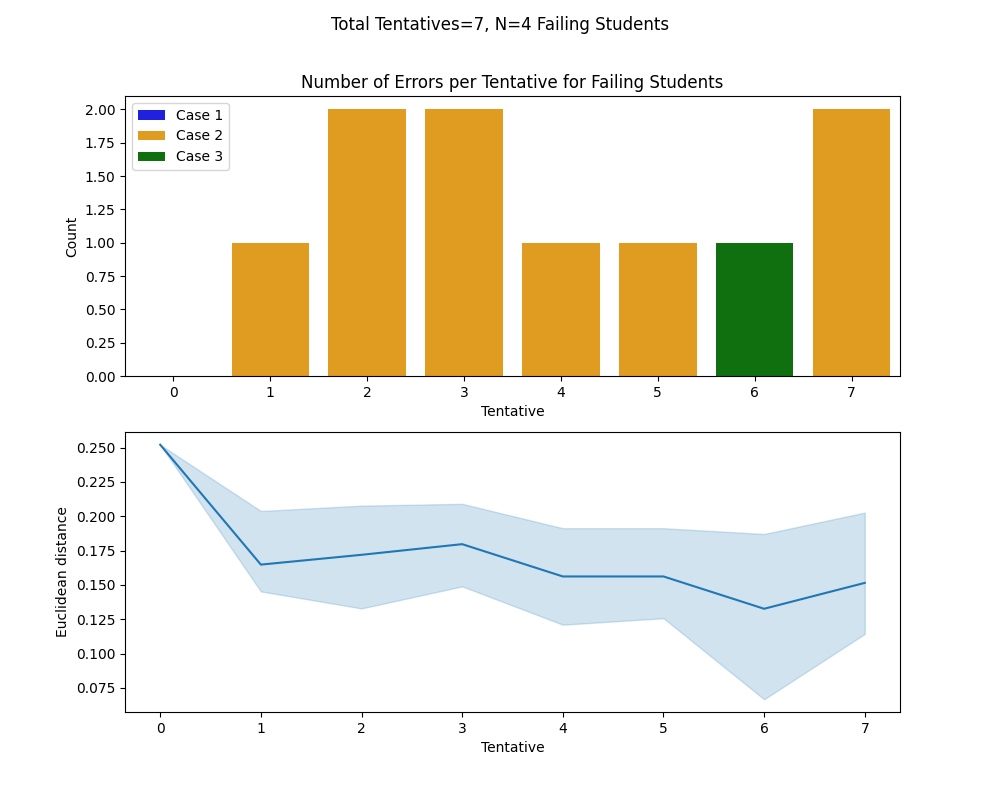 Total Tentatives=7, N=4 Failing Students
Number of Errors per Tentative for Failing Students
2.00
1.75
1.50
1.25
1.00
0.75
0.50
0.25
0.00
Count
Case 1
Case 2
Case 3
0 1 2 3 4 5 6 7
Tentative
0.250
0.225
0.200
0.175
0.150
0.125
0.100
0.075
Euclidean distance
0 1 2 3 4 5 6 7
Tentative